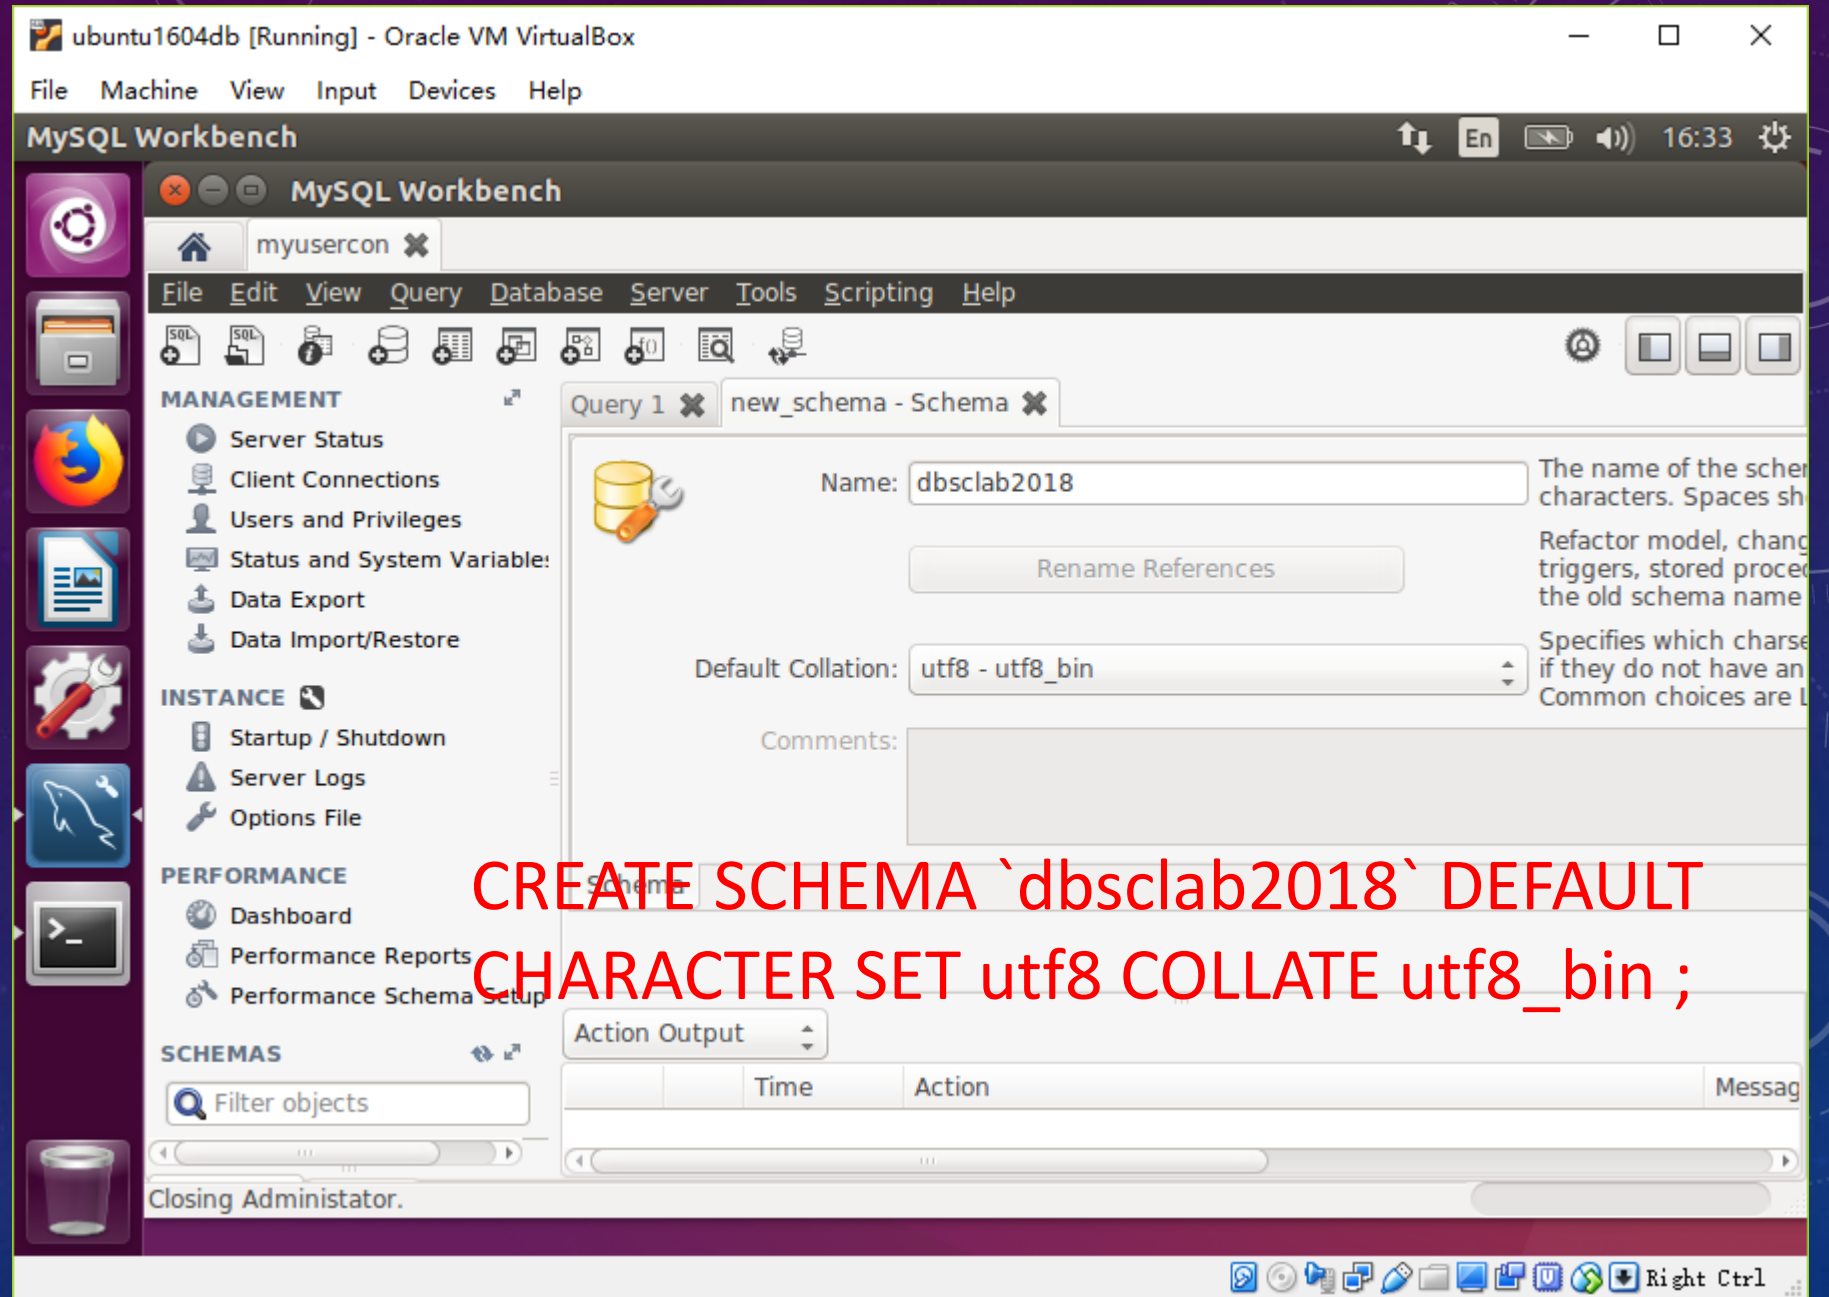 ubuntu1604db [Running] - Oracle VM VirtualBox
File Machine View Input Devices Help
MySQL Workbench
En 16:33
MySQL Workbench
myusercon
File Edit View Query Database Server Tools Scripting Help
MANAGEMENT
Server Status
Client Connections
Users and Privileges
Status and System Variable
Data Export
Data Import/Restore
INSTANCE
Startup / Shutdown
Server Logs
Options File
PERFORMANCE
Dashboard
Performance Reports
Performance Schema Setup
SCHEMAS
Filter objects
Query 1
new_schema - Schema
Name: dbsclab2018
The name of the schem
characters. Spaces sh
Rename References
Refactor model, chang
triggers, stored proce
the old schema name
Default Collation: utf8 - utf8_bin
Specifies which charse
if they do not have an
Common choices are L
Comments:
Schema
CREATE SCHEMA `dbsclab2018` DEFAULT
CHARACTER SET utf8 COLLATE utf8_bin ;
Action Output
Time Action Messag
Closing Administator.
Right Ctrl